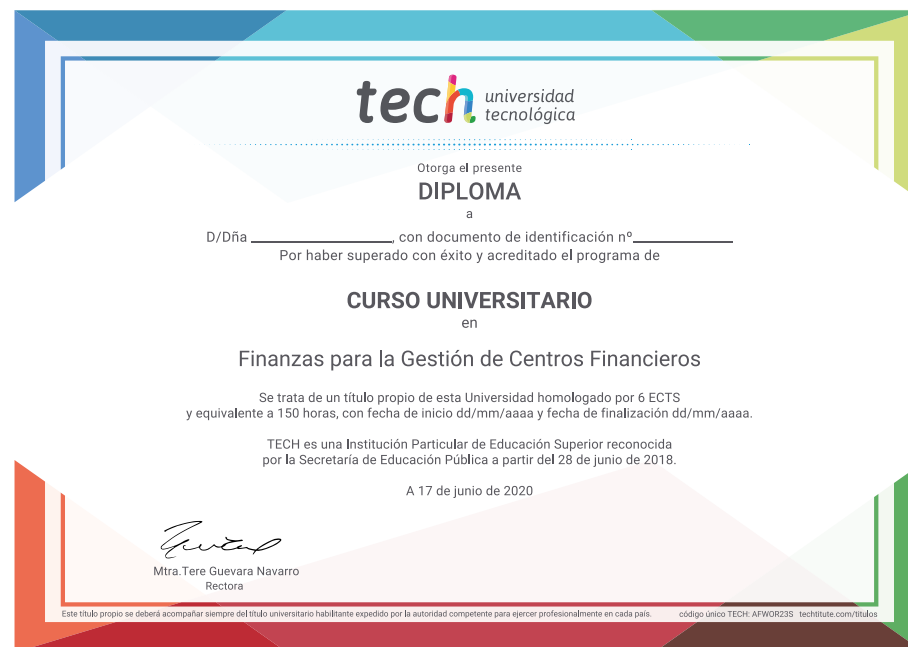 tech universidad
tecnológica
Otorga el presente
DIPLOMA
a
D/Dña ____________________, con documento de identificación nº______________
Por haber superado con éxito y acreditado el programa de
CURSO UNIVERSITARIO
en
Finanzas para la Gestión de Centros Financieros
Se trata de un título propio de esta Universidad homologado por 6 ECTS
y equivalente a 150 horas, con fecha de inicio dd/mm/aaaa y fecha de finalización dd/mm/aaaa.
TECH es una Institución Particular de Educación Superior reconocida
por la Secretaría de Educación Pública a partir del 28 de junio de 2018.
A 17 de junio de 2020
Mtra.Tere Guevara Navarro
Rectora
Este título propio se deberá acompañar siempre del título universitario habilitante expedido por la autoridad competente para ejercer profesionalmente en cada país. código único TECH: AFWOR23S techtitute.com/titulos